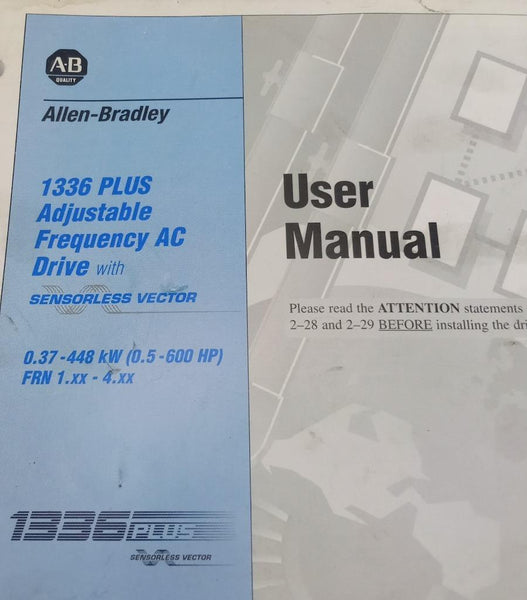 A-B
QUALITY
Allen-Bradley
1336 PLUS
Adjustable
Frequency AC
Drive with
SENSORLESS VECTOR
0.37-448 kW (0.5-600 HP)
FRN 1.xx - 4.xx
1336 PLUS
SENSORLESS VECTOR
User
Manual
Please read the ATTENTION statements
2-28 and 2-29 BEFORE installing the